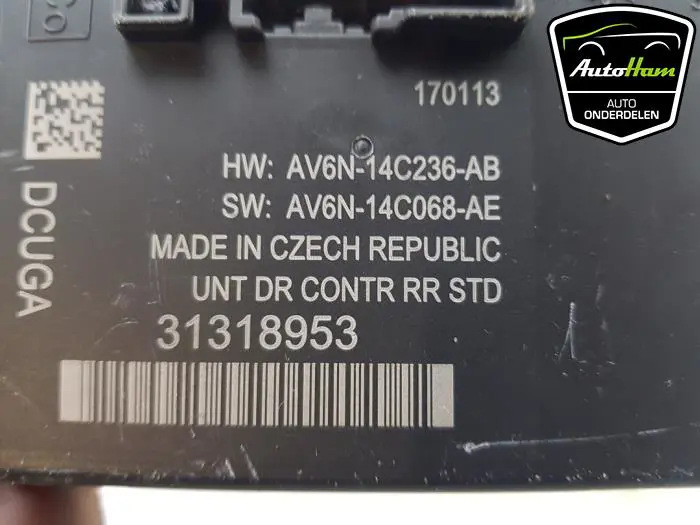 Co
AutoHam
AUTO
ONDERDELEN
170113
HW: AV6N-14C236-AB
SW: AV6N-14C068-AE
MADE IN CZECH REPUBLIC
UNT DR CONTR RR STD
31318953
DCUGA